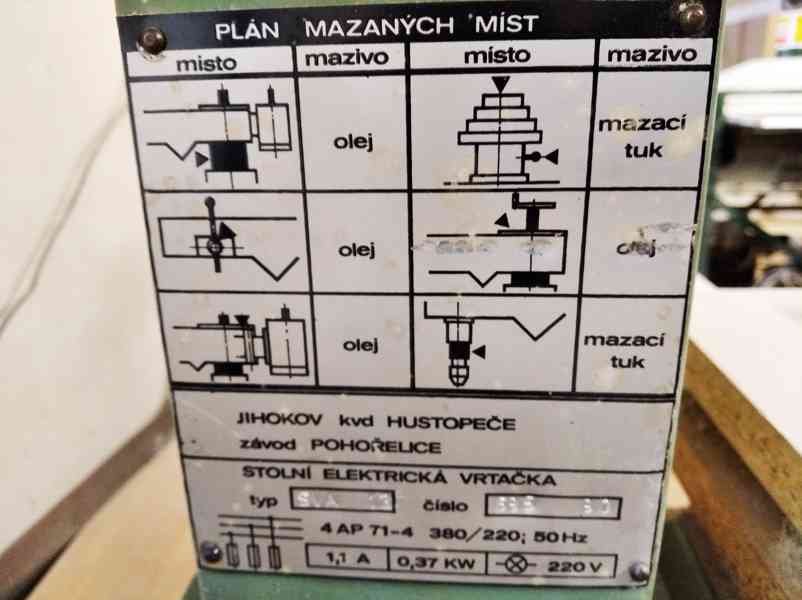 PLÁN MAZANÝCH MÍST
místo mazivo místo mazivo
olej mazací tuk
olej olej
olej mazací tuk
JIHOKOV kvd HUSTOPEČE
závod POHOŘELICE
STOLNÍ ELEKTRICKÁ VRTAČKA
typ číslo
4 AP 71-4 380/220; 50 Hz
1,1 A 0,37 KW 220 V